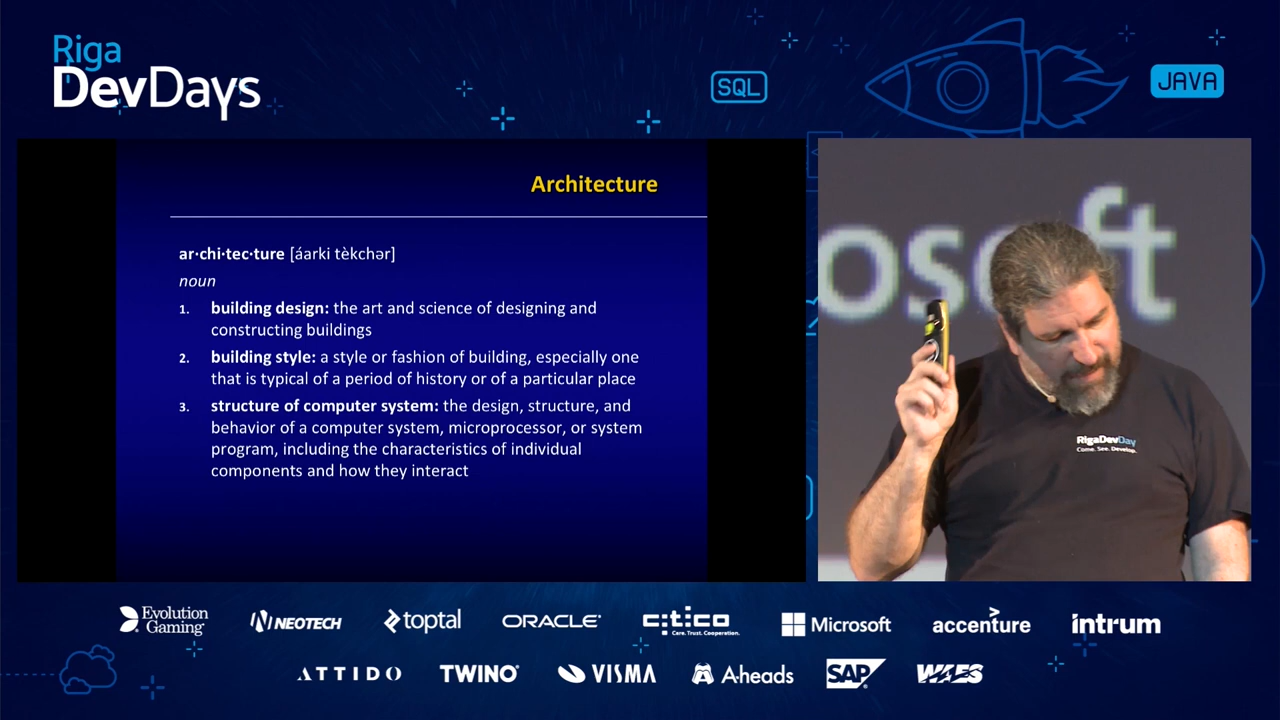 Riga
DevDays
SQL
JAVA
Architecture
ar·chi·tec·ture [áarki tèkchər]
noun
1. building design: the art and science of designing and
constructing buildings
2. building style: a style or fashion of building, especially one
that is typical of a period of history or of a particular place
3. structure of computer system: the design, structure, and
behavior of a computer system, microprocessor, or system
program, including the characteristics of individual
components and how they interact
osoft
RigaDevDay
Come. See. Develop.
Evolution
Gaming
NEOTECH
toptal
ORACLE
citico
Care. Trust. Cooperation.
Microsoft
accenture
intrum
ATTIDO
TWINO
VISMA
A-heads
SAP
WAES